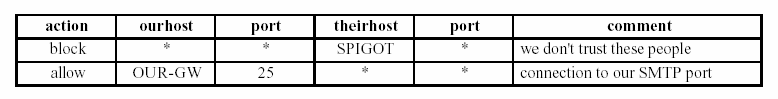 action ourhost port theirhost port comment
block * * SPIGOT * we don't trust these people
allow OUR-GW 25 * * connection to our SMTP port